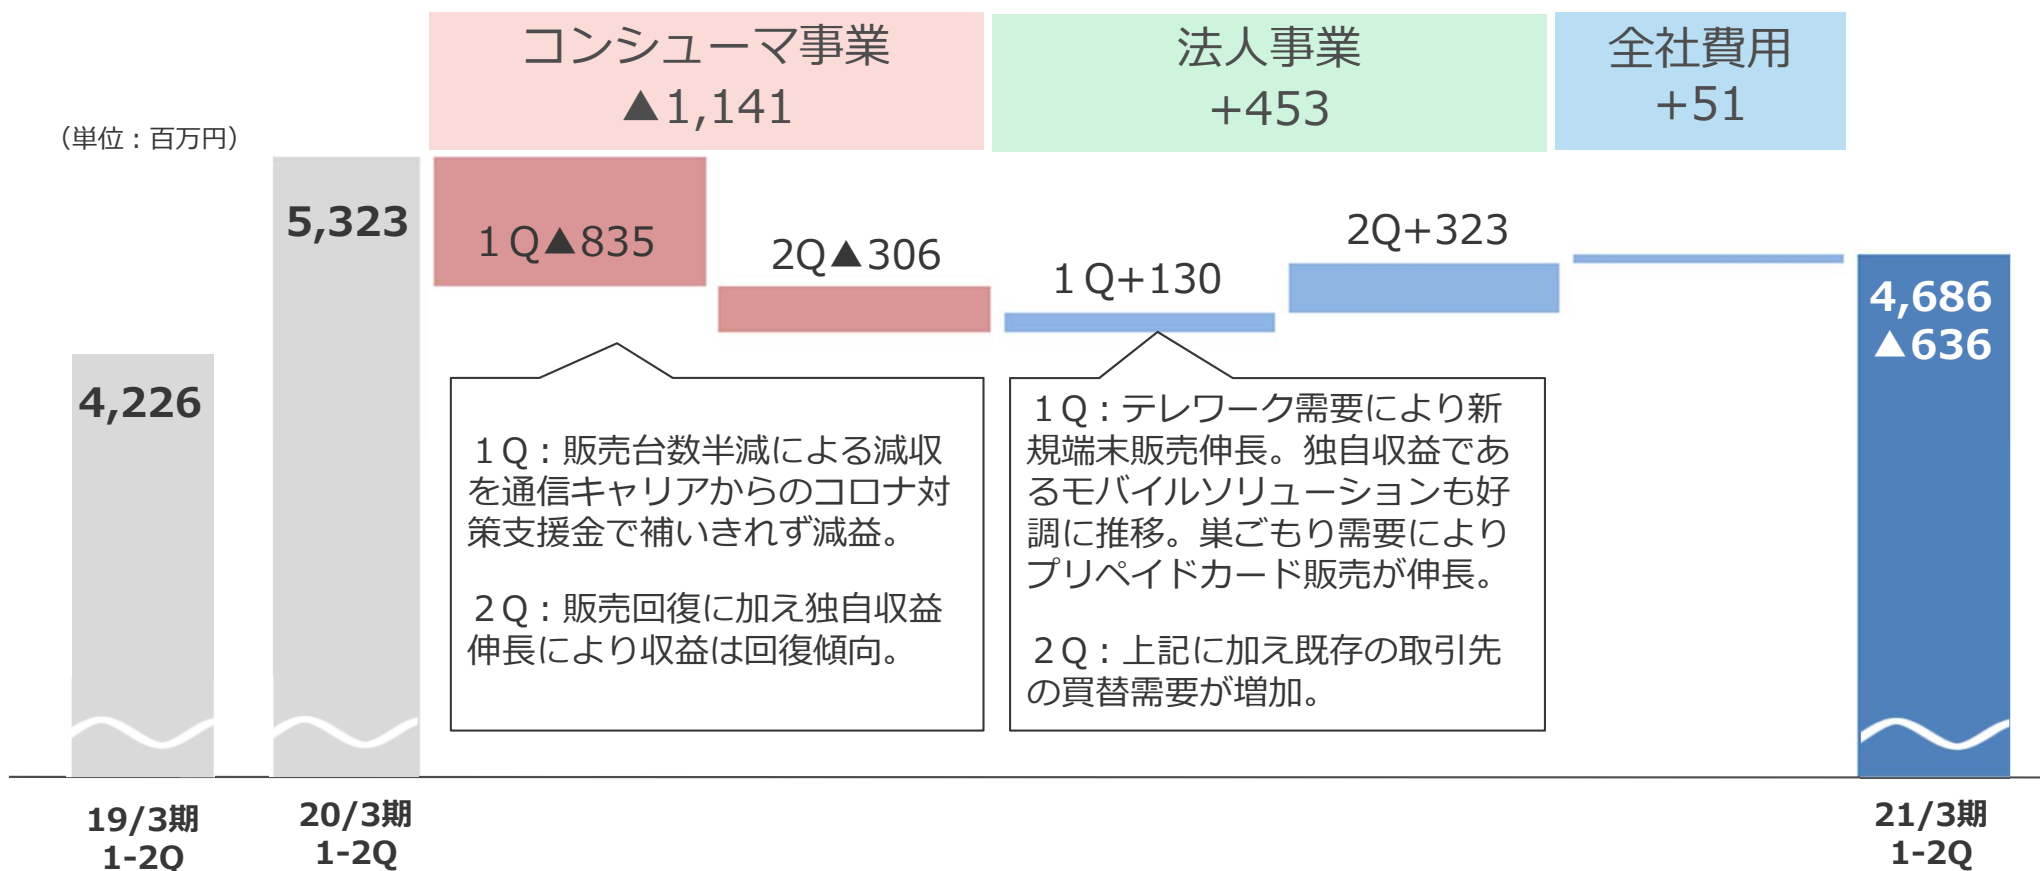 コンシューマ事業
▲1,141
法人事業
+453
全社費用
+51
（単位：百万円）
4,226
5,323
１Q▲835
2Q▲306
１Q+130
2Q+323
4,686
▲636
１Q：販売台数半減による減収
を通信キャリアからのコロナ対
策支援金で補いきれず減益。
２Q：販売回復に加え独自収益
伸長により収益は回復傾向。
１Q：テレワーク需要により新
規端末販売伸長。独自収益であ
るモバイルソリューションも好
調に推移。巣ごもり需要により
プリペイドカード販売が伸長。
２Q：上記に加え既存の取引先
の買替需要が増加。
19/3期
1-2Q
20/3期
1-2Q
21/3期
1-2Q